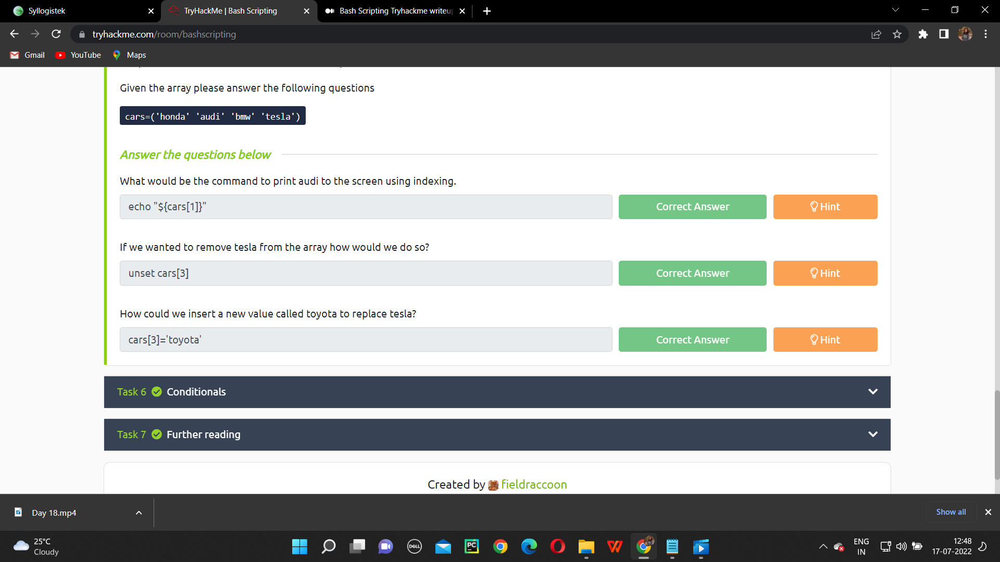 Syllogistek
TryHackMe | Bash Scripting
Bash Scripting Tryhackme writeup
tryhackme.com/room/bashscripting
Gmail
YouTube
Maps
Given the array please answer the following questions
cars=('honda' 'audi' 'bmw' 'tesla')
Answer the questions below
What would be the command to print audi to the screen using indexing.
echo "${cars[1]}"
Correct Answer
Hint
If we wanted to remove tesla from the array how would we do so?
unset cars[3]
Correct Answer
Hint
How could we insert a new value called toyota to replace tesla?
cars[3]='toyota'
Correct Answer
Hint
Task 6 Conditionals
Task 7 Further reading
Created by fieldraccoon
Day 18.mp4
Show all
25°C
Cloudy
DELL
PC
ENG
IN
12:48
17-07-2022